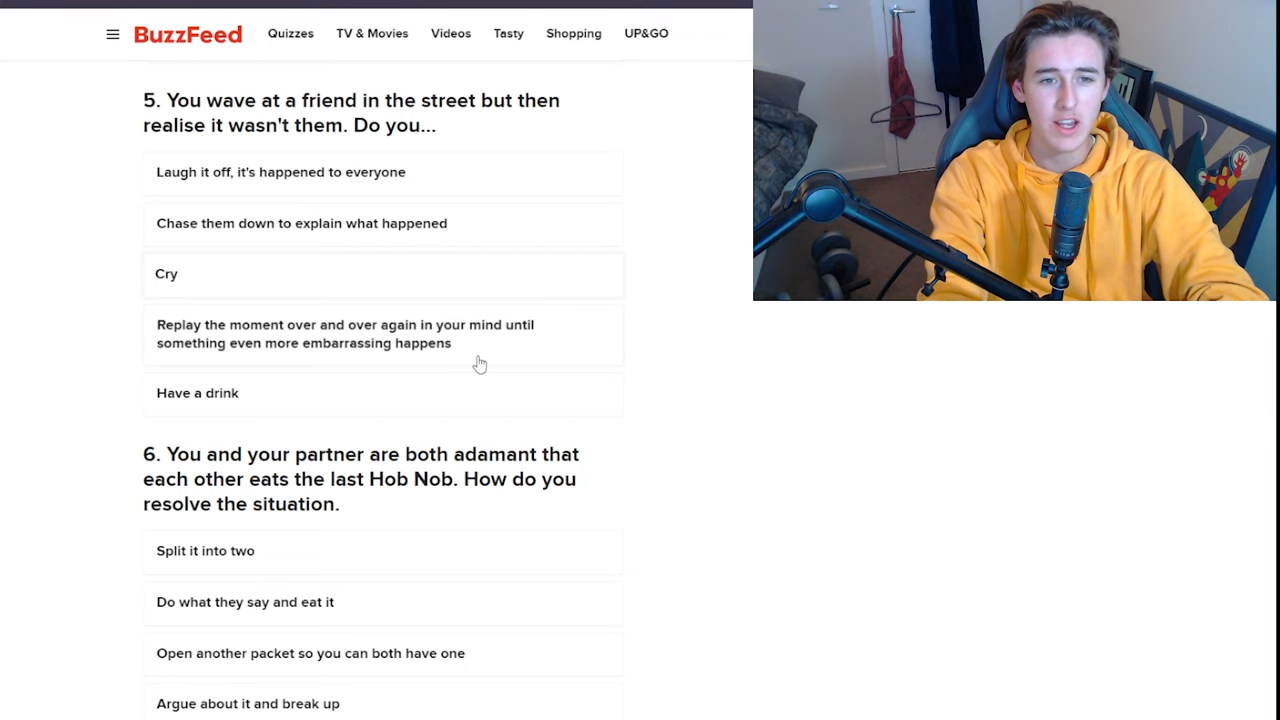 BuzzFeed Quizzes TV & Movies Videos Tasty Shopping UP&GO
5. You wave at a friend in the street but then
realise it wasn't them. Do you...
Laugh it off, it's happened to everyone
Chase them down to explain what happened
Cry
Replay the moment over and over again in your mind until
something even more embarrassing happens
Have a drink
6. You and your partner are both adamant that
each other eats the last Hob Nob. How do you
resolve the situation.
Split it into two
Do what they say and eat it
Open another packet so you can both have one
Argue about it and break up